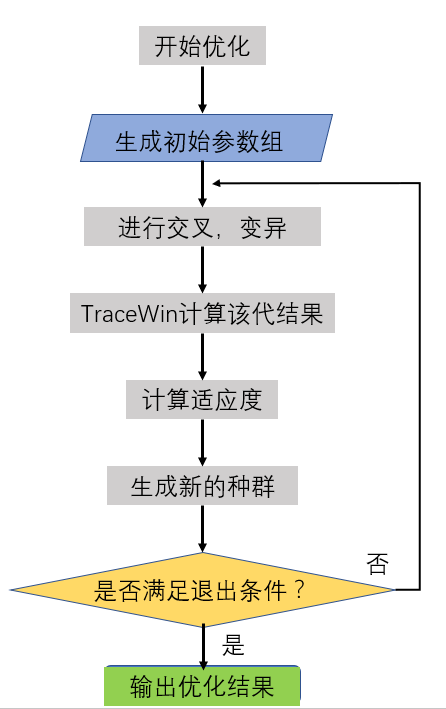 开始优化
生成初始参数组
进行交叉，变异
TraceWin计算该代结果
计算适应度
生成新的种群
是否满足退出条件？
否
是
输出优化结果